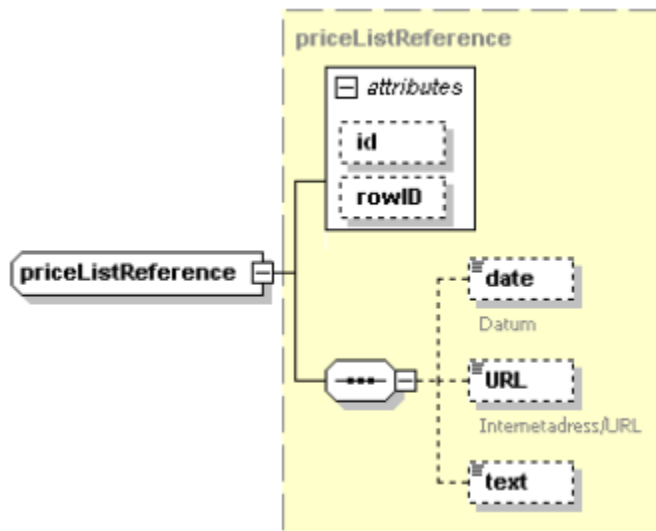 priceListReference
attributes
id
rowID
priceListReference
date
Datum
URL
Internetadress/URL
text